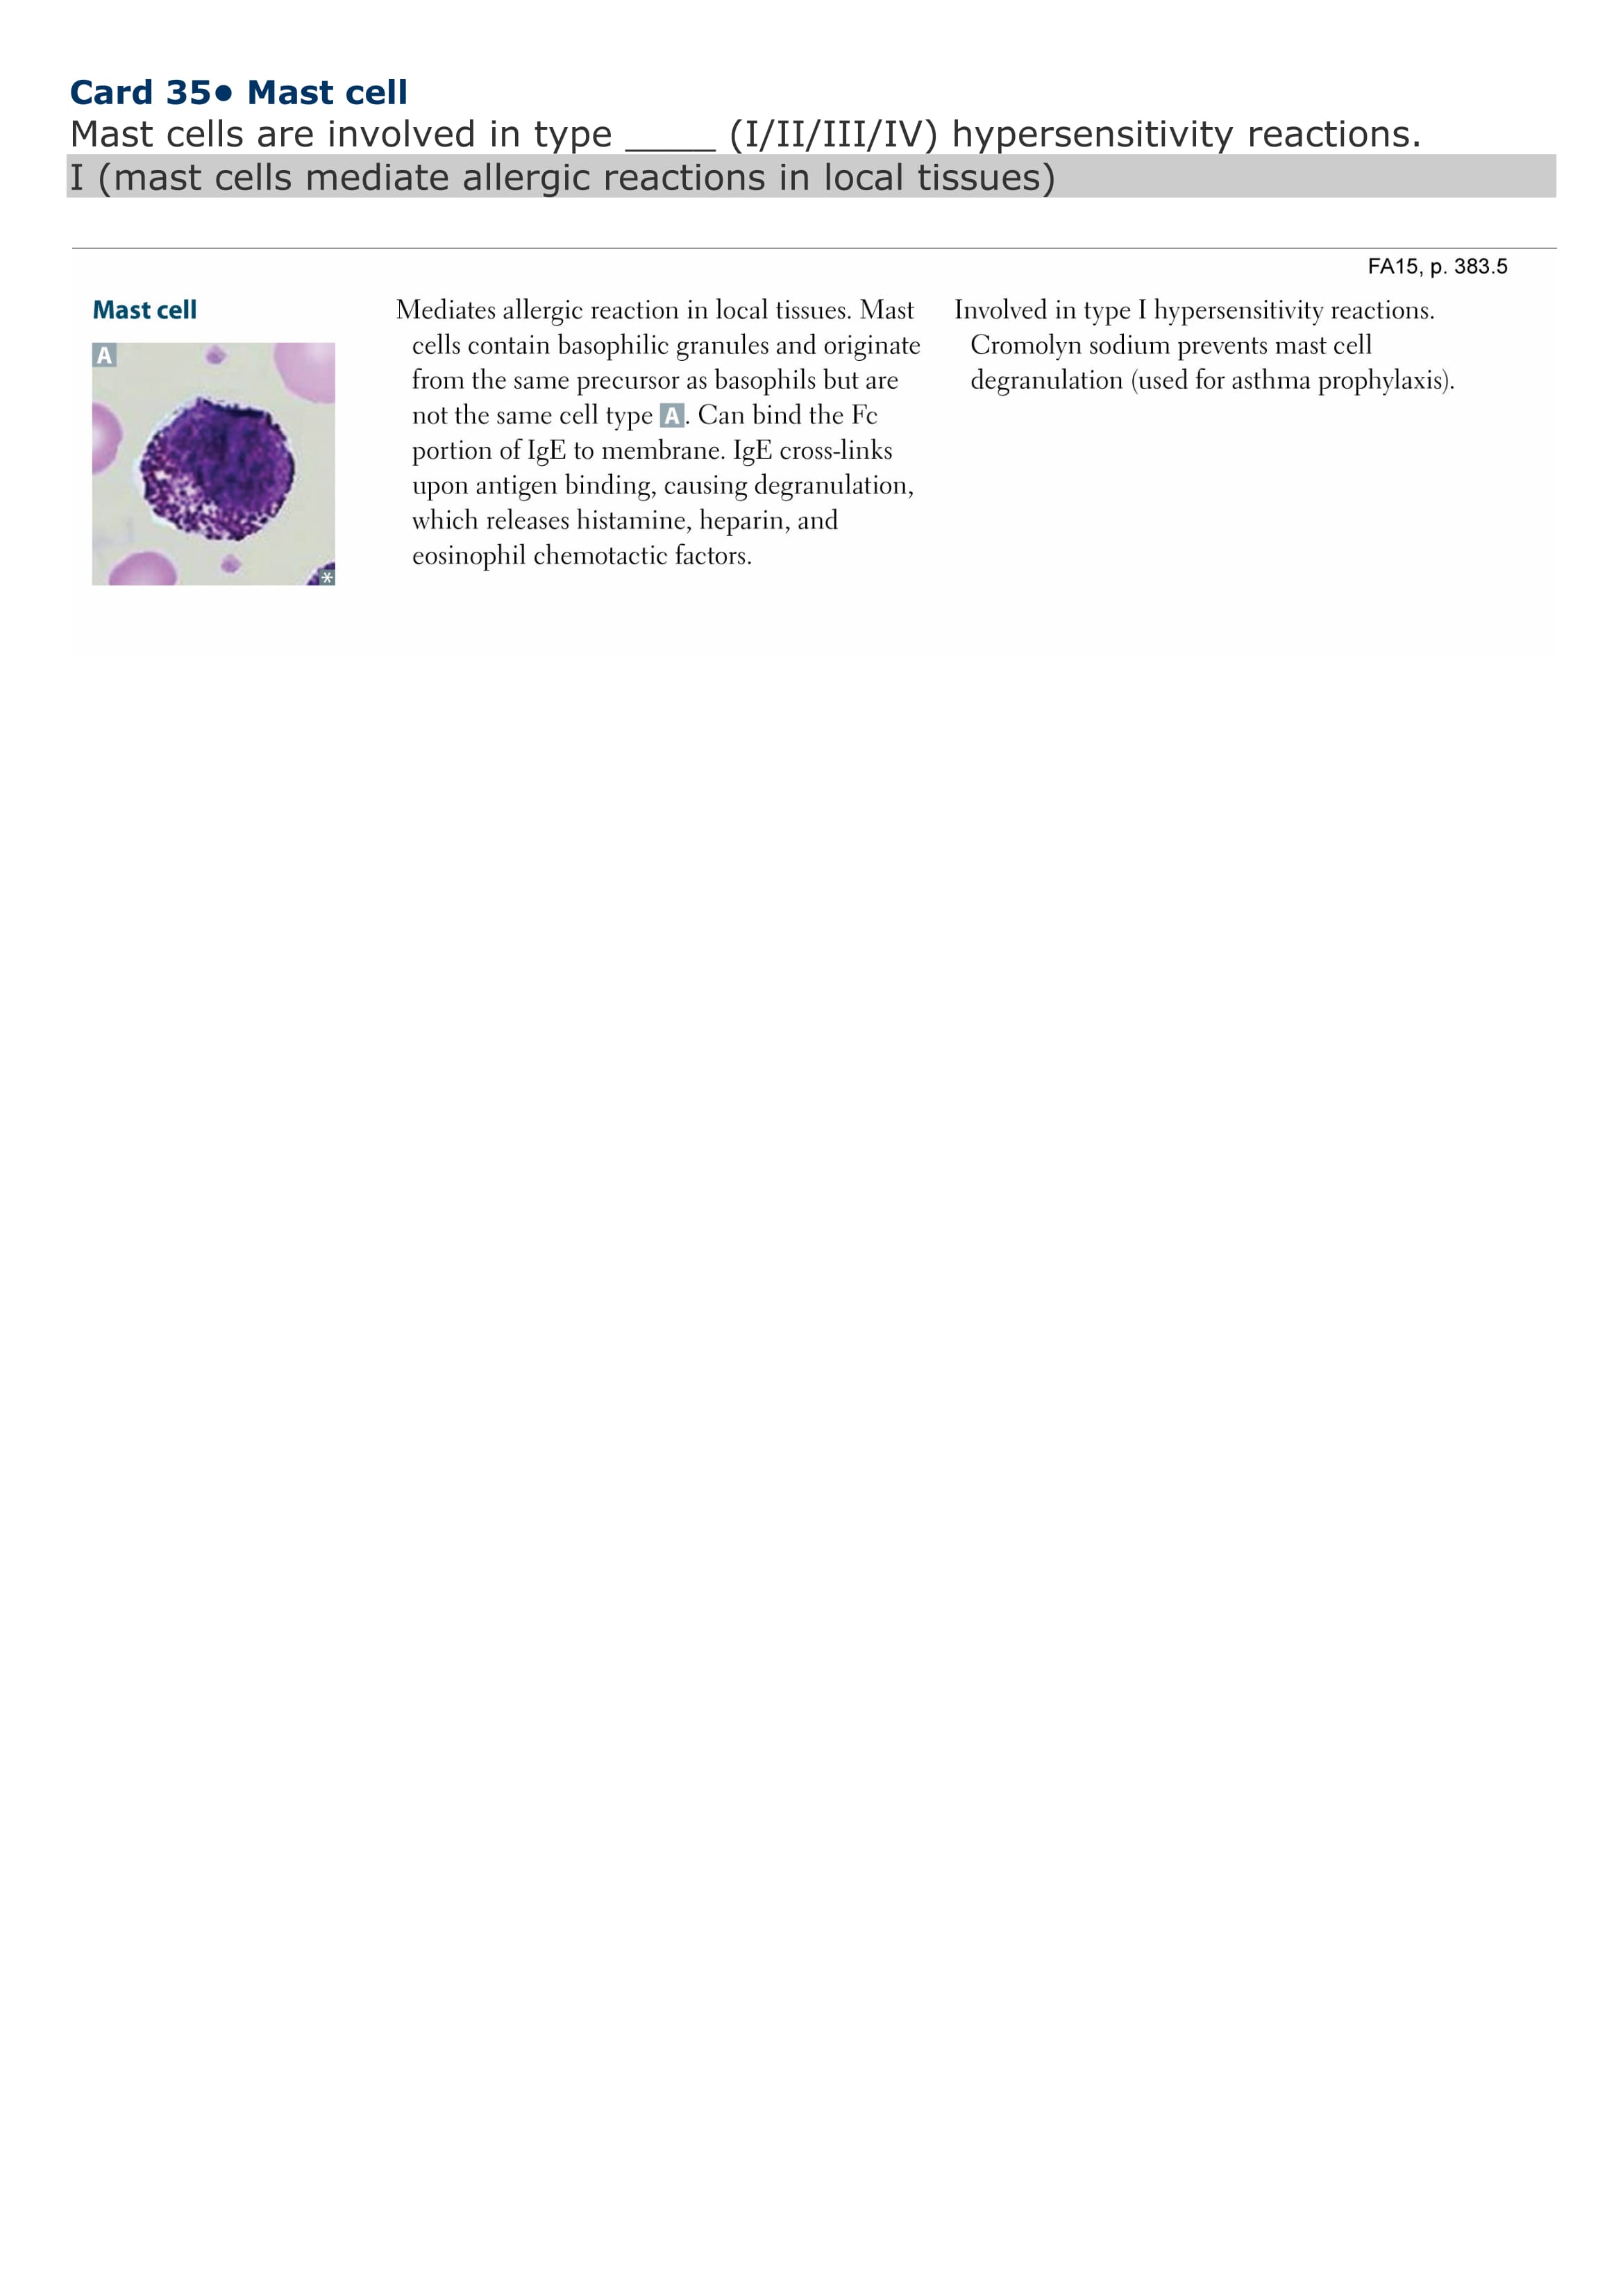 Card 35● Mast cell
Mast cells are involved in type _____ (I/II/III/IV) hypersensitivity reactions.
I (mast cells mediate allergic reactions in local tissues)
FA15, p. 383.5
Mast cell
A
*
Mediates allergic reaction in local tissues. Mast
cells contain basophilic granules and originate
from the same precursor as basophils but are
not the same cell type A. Can bind the Fc
portion of IgE to membrane. IgE cross-links
upon antigen binding, causing degranulation,
which releases histamine, heparin, and
eosinophil chemotactic factors.
Involved in type I hypersensitivity reactions.
Cromolyn sodium prevents mast cell
degranulation (used for asthma prophylaxis).